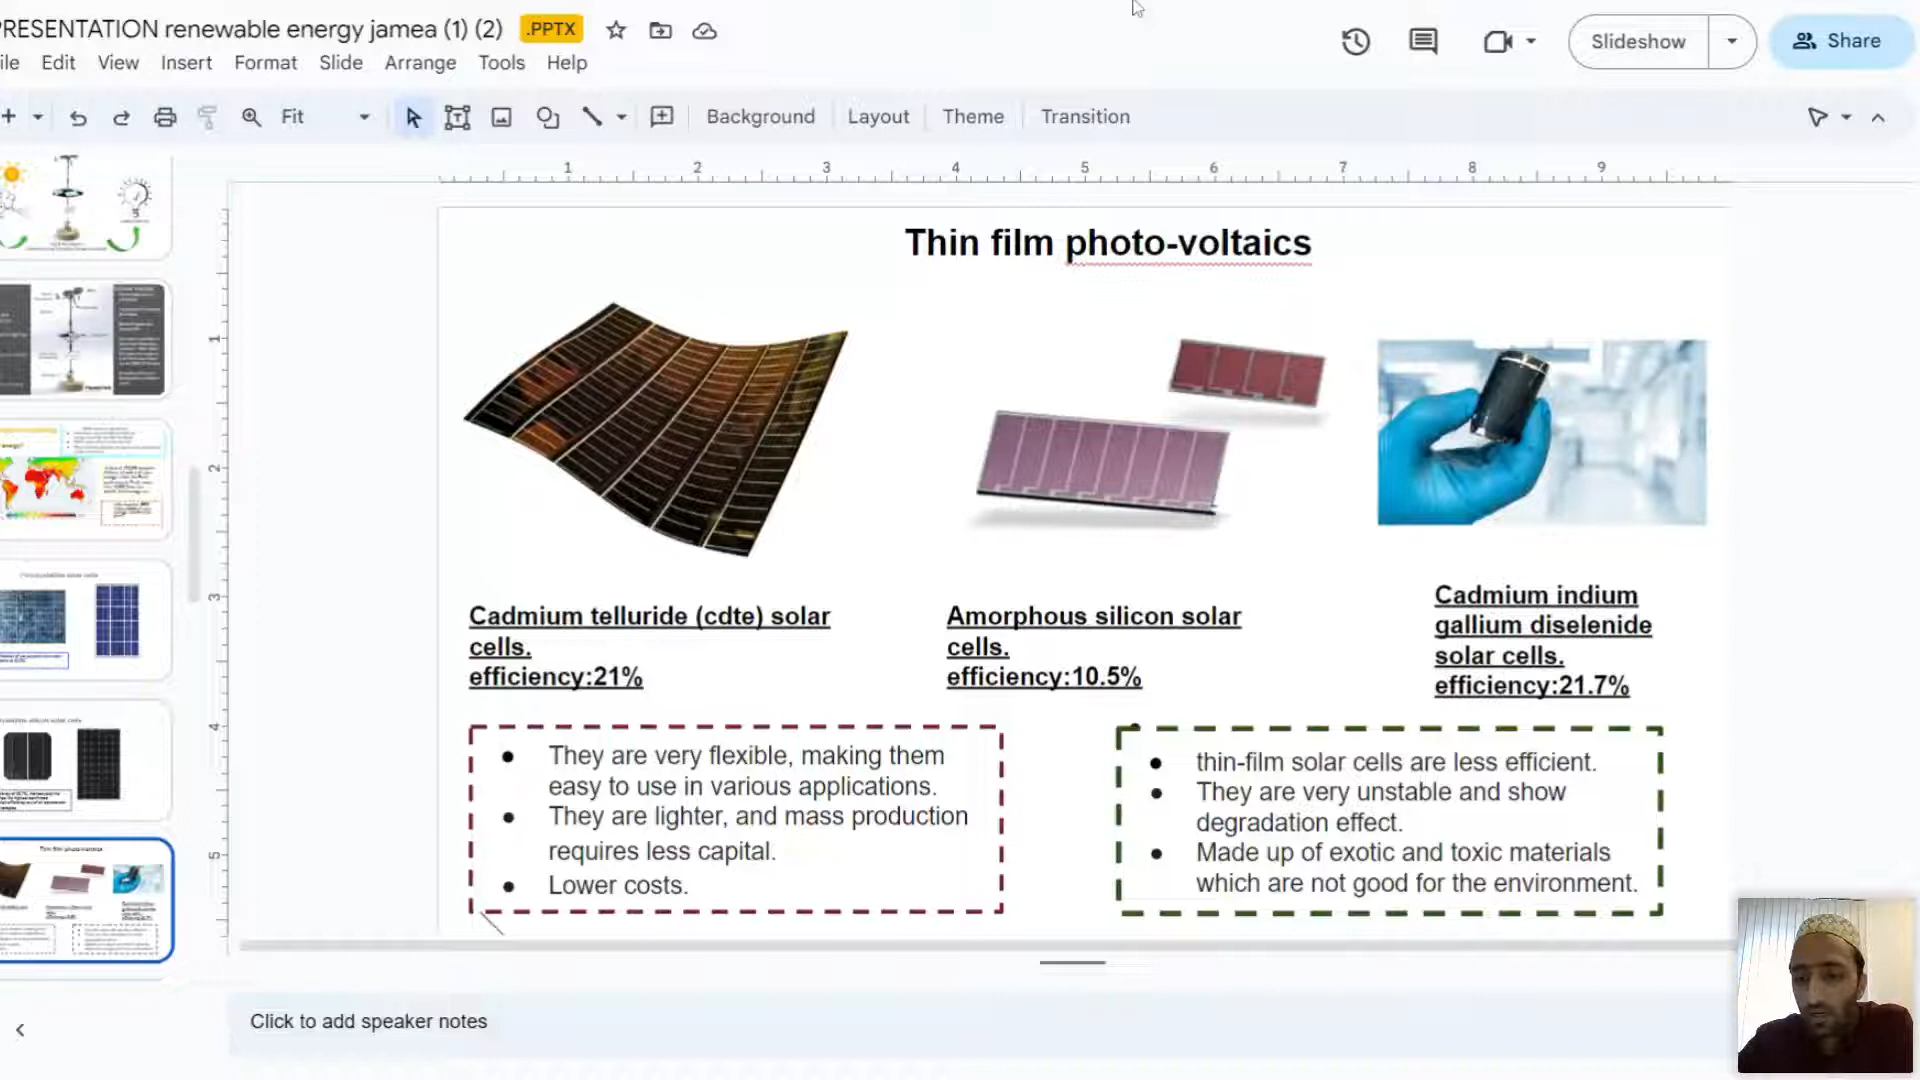 PRESENTATION renewable energy jamea (1) (2) .PPTX
ile Edit View Insert Format Slide Arrange Tools Help
Slideshow
Share
Fit
Background Layout Theme Transition
1 2 3 4 5 6 7 8 9
1
2
3
4
5
Thin film photo-voltaics
Cadmium telluride (cdte) solar
cells.
efficiency:21%
Amorphous silicon solar
cells.
efficiency:10.5%
Cadmium indium
gallium diselenide
solar cells.
efficiency:21.7%
● They are very flexible, making them
easy to use in various applications.
● They are lighter, and mass production
requires less capital.
● Lower costs.
● thin-film solar cells are less efficient.
● They are very unstable and show
degradation effect.
● Made up of exotic and toxic materials
which are not good for the environment.
Click to add speaker notes